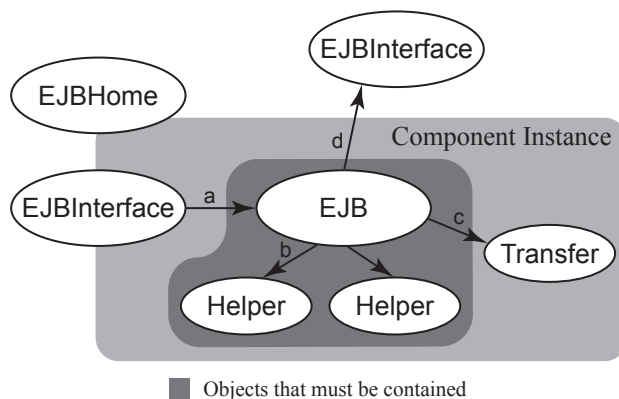 EJBInterface
EJBHome
d
Component Instance
EJBInterface
a
EJB
c
b
Transfer
Helper
Helper
Objects that must be contained